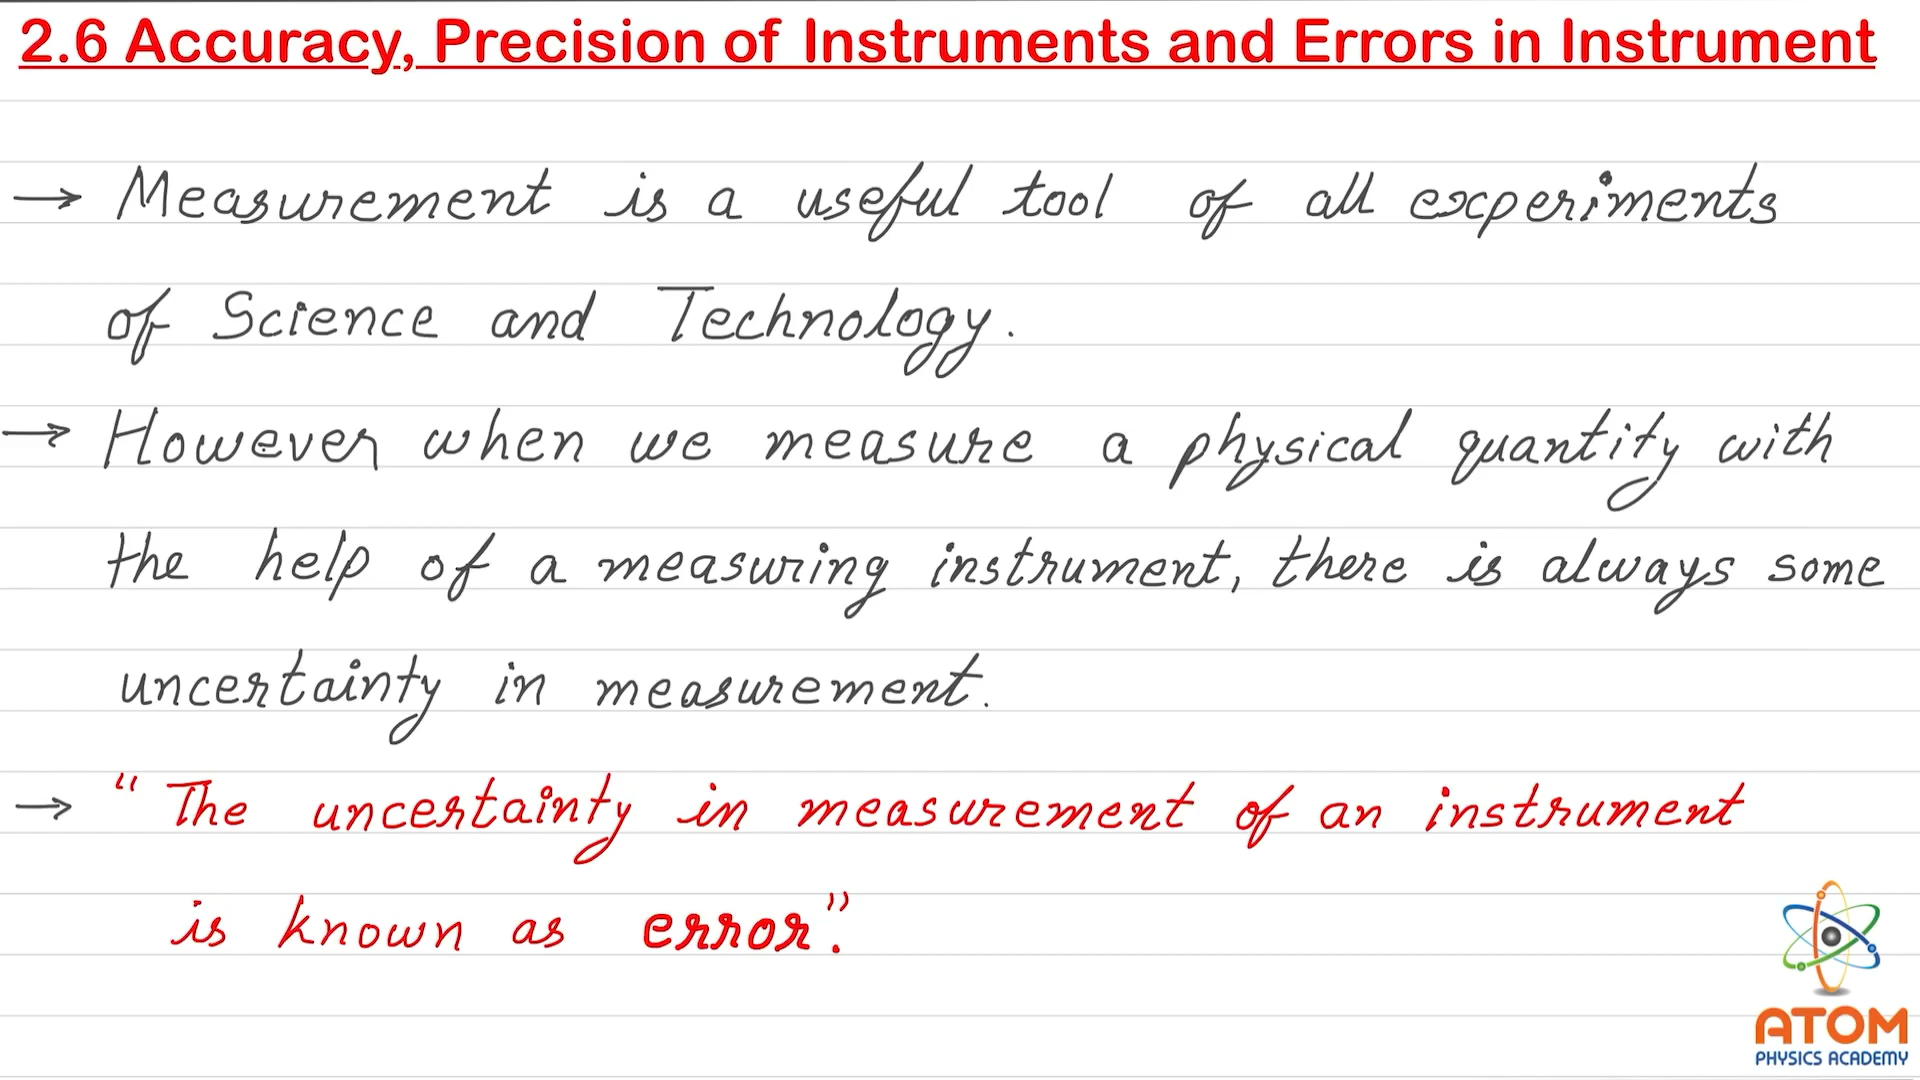 2.6 Accuracy, Precision of Instruments and Errors in Instrument
→ Measurement is a useful tool of all experiments
of Science and Technology.
→ However when we measure a physical quantity with
the help of a measuring instrument, there is always some
uncertainty in measurement.
→ “The uncertainty in measurement of an instrument
is known as error”.
ATOM
PHYSICS ACADEMY